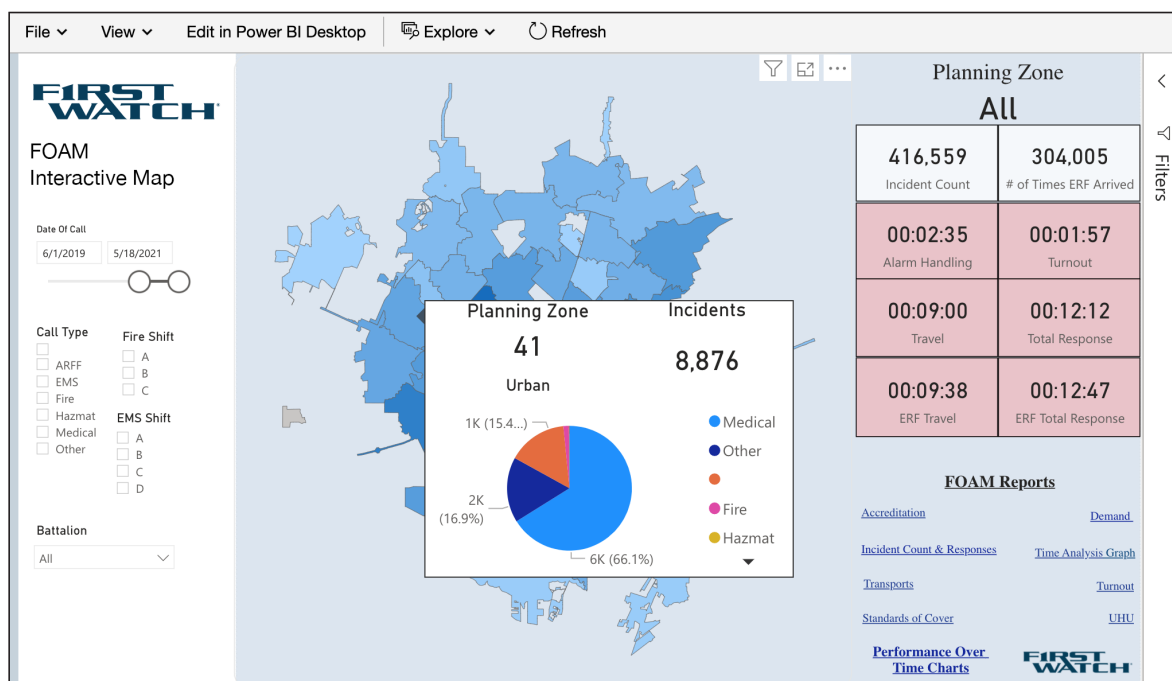 File View Edit in Power BI Desktop Explore Refresh
FIRST
WATCH
FOAM
Interactive Map
Date Of Call
6/1/2019 5/18/2021
Call Type
ARFF
EMS
Fire
Hazmat
Medical
Other
Fire Shift
A
B
C
EMS Shift
A
B
C
D
Battalion
All
Planning Zone
41
Urban
Incidents
8,876
1K (15.4...)
2K
(16.9%)
6K (66.1%)
Medical
Other
Fire
Hazmat
Planning Zone
All
416,559
Incident Count
304,005
# of Times ERF Arrived
00:02:35
Alarm Handling
00:01:57
Turnout
00:09:00
Travel
00:12:12
Total Response
00:09:38
ERF Travel
00:12:47
ERF Total Response
FOAM Reports
Accreditation
Demand
Incident Count & Responses
Time Analysis Graph
Transports
Turnout
Standards of Cover
UHU
Performance Over
Time Charts
FIRST
WATCH
Filters